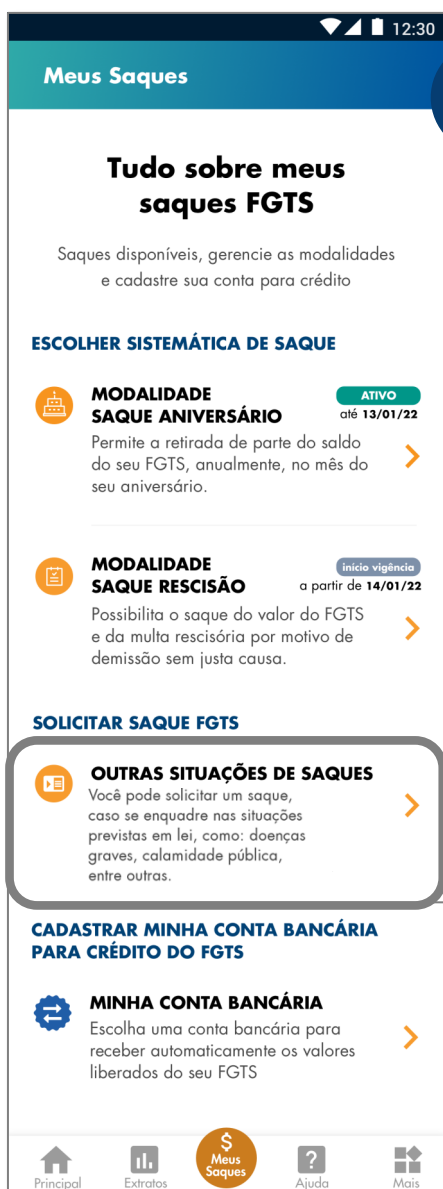 12:30
Meus Saques
Tudo sobre meus
saques FGTS
Saques disponíveis, gerencie as modalidades
e cadastre sua conta para crédito
ESCOLHER SISTEMÁTICA DE SAQUE
MODALIDADE
SAQUE ANIVERSÁRIO
ATIVO
até 13/01/22
Permite a retirada de parte do saldo
do seu FGTS, anualmente, no mês do
seu aniversário.
MODALIDADE
SAQUE RESCISÃO
início vigência
a partir de 14/01/22
Possibilita o saque do valor do FGTS
e da multa rescisória por motivo de
demissão sem justa causa.
SOLICITAR SAQUE FGTS
OUTRAS SITUAÇÕES DE SAQUES
Você pode solicitar um saque,
caso se enquadre nas situações
previstas em lei, como: doenças
graves, calamidade pública,
entre outras.
CADASTRAR MINHA CONTA BANCÁRIA
PARA CRÉDITO DO FGTS
MINHA CONTA BANCÁRIA
Escolha uma conta bancária para
receber automaticamente os valores
liberados do seu FGTS
Principal
Extratos
$
Meus
Saques
?
Ajuda
Mais